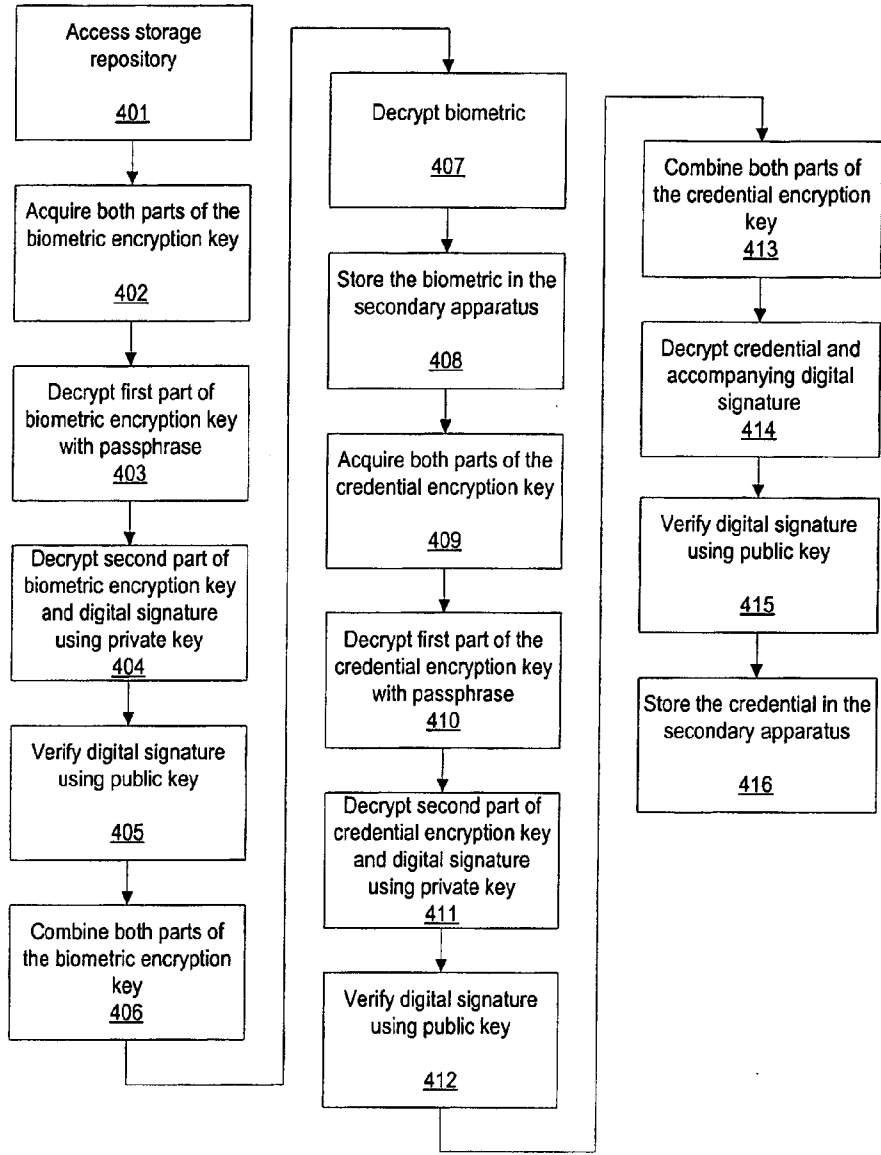 Access storage
repository
401
Acquire both parts of the
biometric encryption key
402
Decrypt first part of
biometric encryption key
with passphrase
403
Decrypt second part of
biometric encryption key
and digital signature
using private key
404
Verify digital signature
using public key
405
Combine both parts of
the biometric encryption
key
406
Decrypt biometric
407
Store the biometric in the
secondary apparatus
408
Acquire both parts of the
credential encryption key
409
Decrypt first part of the
credential encryption key
with passphrase
410
Decrypt second part of
credential encryption key
and digital signature
using private key
411
Verify digital signature
using public key
412
Combine both parts of
the credential encryption
key
413
Decrypt credential and
accompanying digital
signature
414
Verify digital signature
using public key
415
Store the credential in the
secondary apparatus
416